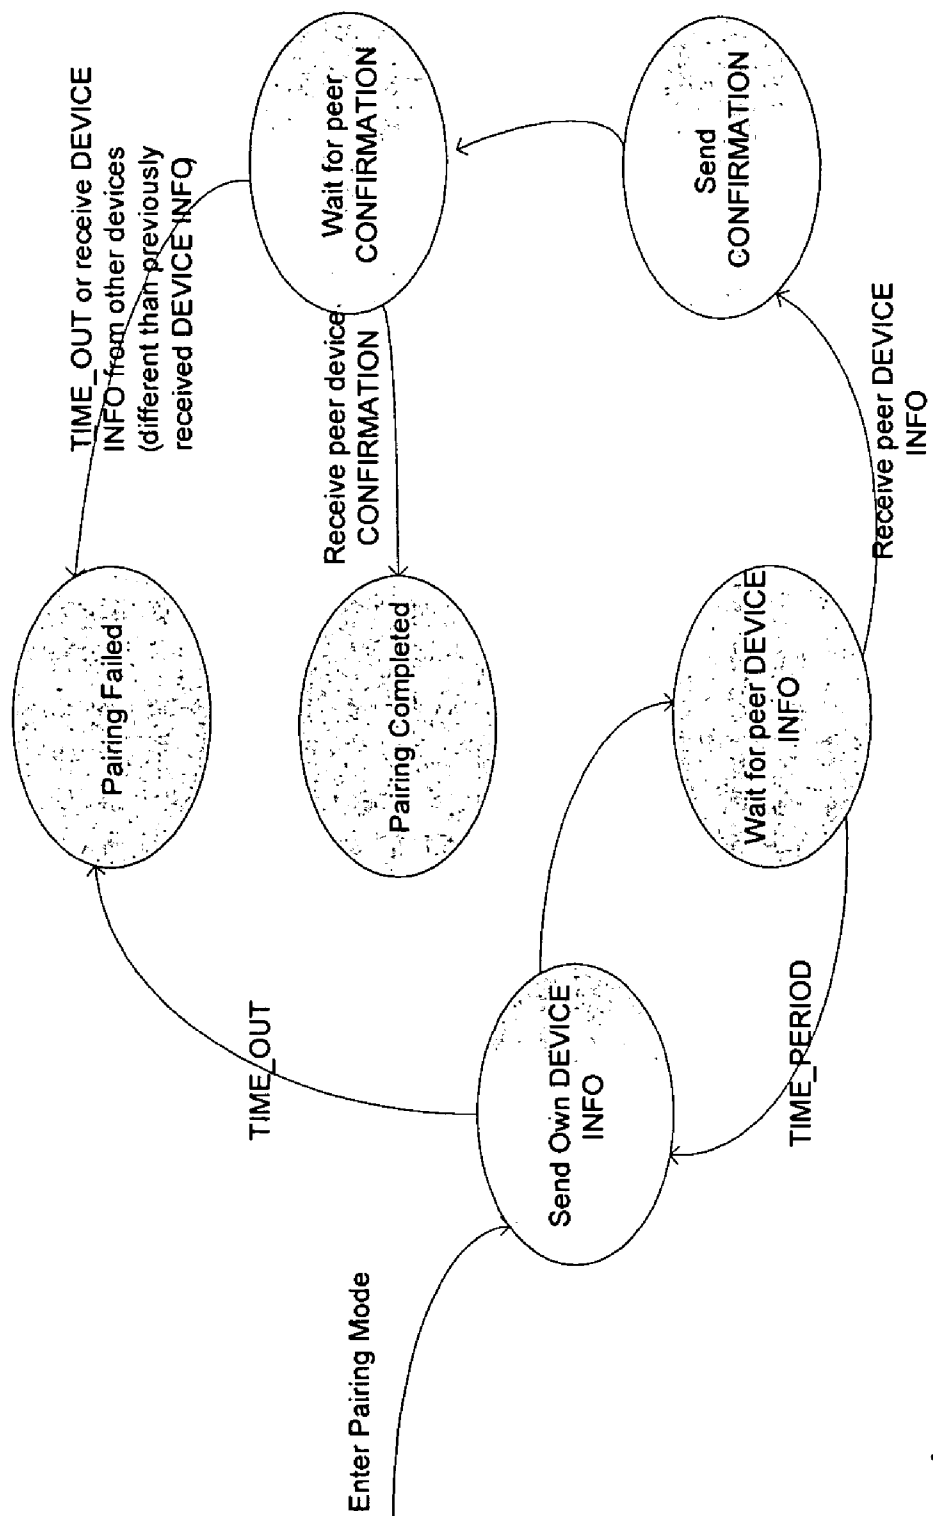 Enter Pairing Mode
TIME_OUT
Send Own DEVICE
INFO
TIME_PERIOD
Pairing Failed
Pairing Completed
Wait for peer DEVICE
INFO
TIME_OUT or receive DEVICE
INFO from other devices
(different than previously
received DEVICE INFO)
Receive peer device
CONFIRMATION
Receive peer DEVICE
INFO
Wait for peer
CONFIRMATION
Send
CONFIRMATION